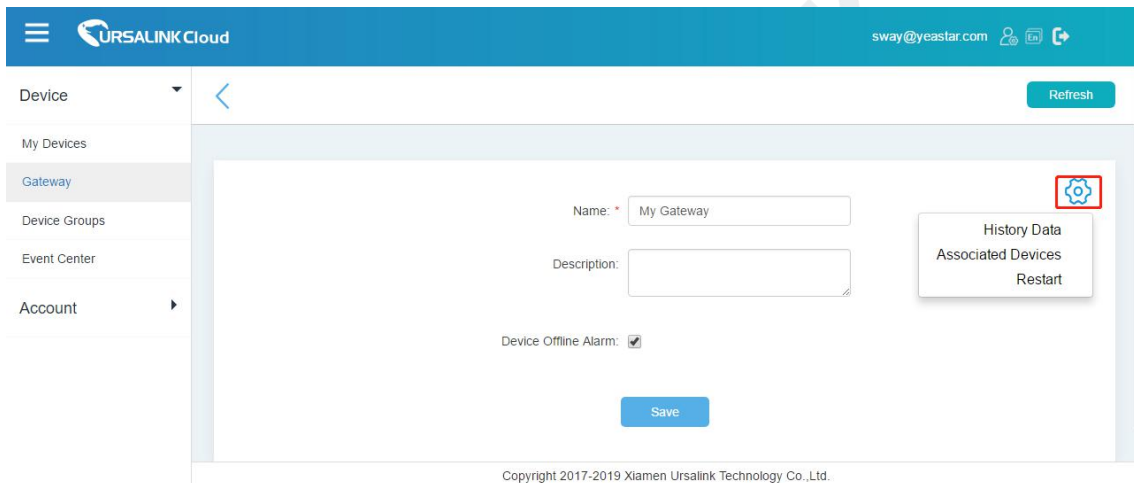 URSALINK Cloud
sway@yeastar.com
En
Device
Refresh
My Devices
Gateway
Device Groups
Event Center
Account
Name: * My Gateway
Description:
Device Offline Alarm:
Save
History Data
Associated Devices
Restart
Copyright 2017-2019 Xiamen Ursalink Technology Co.,Ltd.